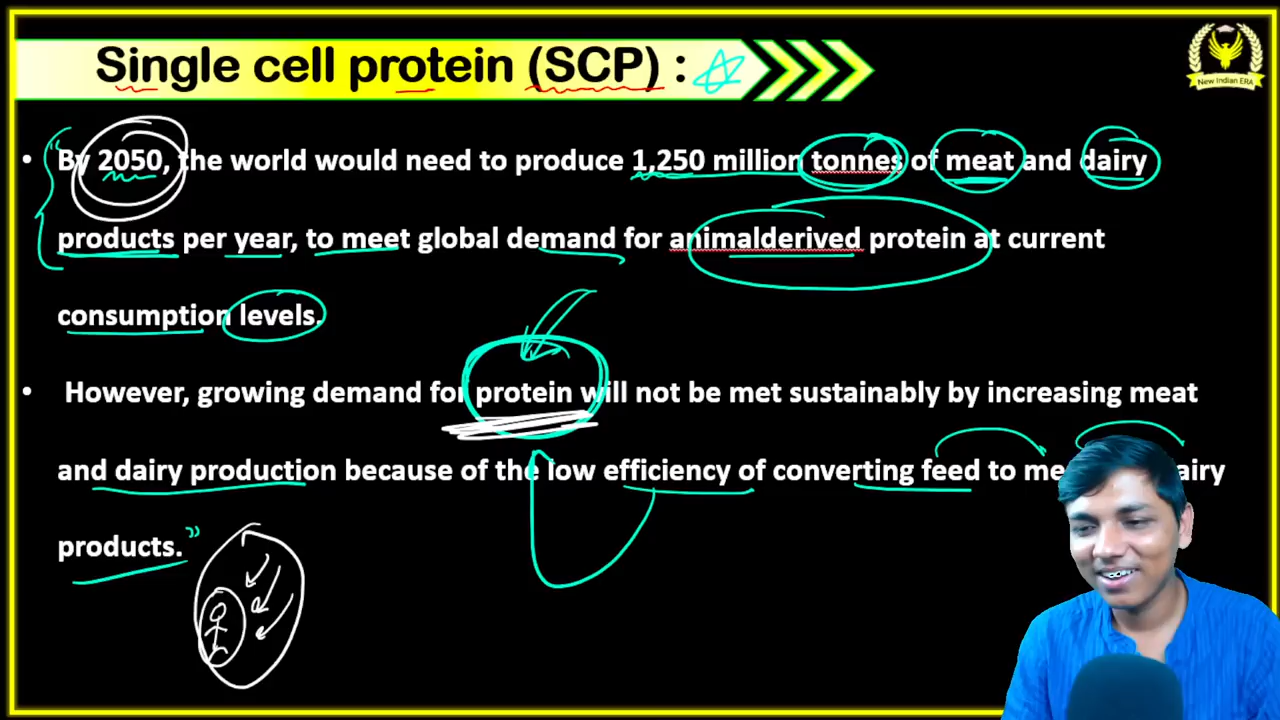 Single cell protein (SCP) :
New Indian ERA
• By 2050, the world would need to produce 1,250 million tonnes of meat and dairy
products per year, to meet global demand for animalderived protein at current
consumption levels.
• However, growing demand for protein will not be met sustainably by increasing meat
and dairy production because of the low efficiency of converting feed to airy
products."